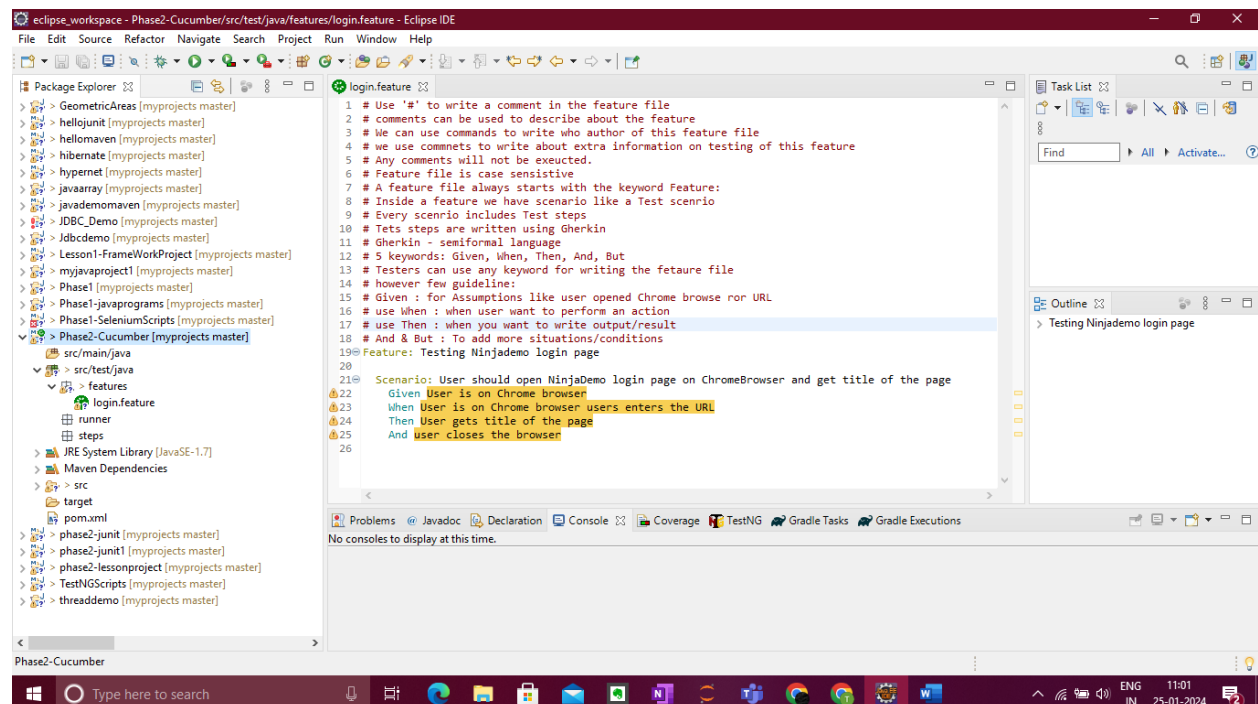 eclipse_workspace - Phase2-Cucumber/src/test/java/features/login.feature - Eclipse IDE
File Edit Source Refactor Navigate Search Project Run Window Help
Package Explorer
> GeometricAreas [myprojects master]
> hellojunit [myprojects master]
> hellomaven [myprojects master]
> hibernate [myprojects master]
> hypernet [myprojects master]
> javaarray [myprojects master]
> javademomaven [myprojects master]
> JDBC_Demo [myprojects master]
> Jdbcdemo [myprojects master]
> Lesson1-FrameWorkProject [myprojects master]
> myjavaproject1 [myprojects master]
> Phase1 [myprojects master]
> Phase1-javaprograms [myprojects master]
> Phase1-SeleniumScripts [myprojects master]
> Phase2-Cucumber [myprojects master]
src/main/java
> src/test/java
> features
login.feature
runner
steps
JRE System Library [JavaSE-1.7]
Maven Dependencies
> src
target
pom.xml
> phase2-junit [myprojects master]
> phase2-junit1 [myprojects master]
> phase2-lessonproject [myprojects master]
> TestNGScripts [myprojects master]
> threaddemo [myprojects master]
login.feature
1 # Use '#' to write a comment in the feature file
2 # comments can be used to describe about the feature
3 # We can use commands to write who author of this feature file
4 # we use commnets to write about extra information on testing of this feature
5 # Any comments will not be exeucted.
6 # Feature file is case sensistive
7 # A feature file always starts with the keyword Feature:
8 # Inside a feature we have scenario like a Test scenrio
9 # Every scenrio includes Test steps
10 # Tets steps are written using Gherkin
11 # Gherkin - semiformal language
12 # 5 keywords: Given, When, Then, And, But
13 # Testers can use any keyword for writing the fetaure file
14 # however few guideline:
15 # Given : for Assumptions like user opened Chrome browse ror URL
16 # use When : when user want to perform an action
17 # use Then : when you want to write output/result
18 # And & But : To add more situations/conditions
19 Feature: Testing Ninjademo login page
20
21 Scenario: User should open NinjaDemo login page on ChromeBrowser and get title of the page
22 Given User is on Chrome browser
23 When User is on Chrome browser users enters the URL
24 Then User gets title of the page
25 And user closes the browser
26
Task List
Find All Activate...
Outline
Testing Ninjademo login page
Problems Javadoc Declaration Console Coverage TestNG Gradle Tasks Gradle Executions
No consoles to display at this time.
Phase2-Cucumber
Type here to search
ENG
IN
11:01
25-01-2024
2